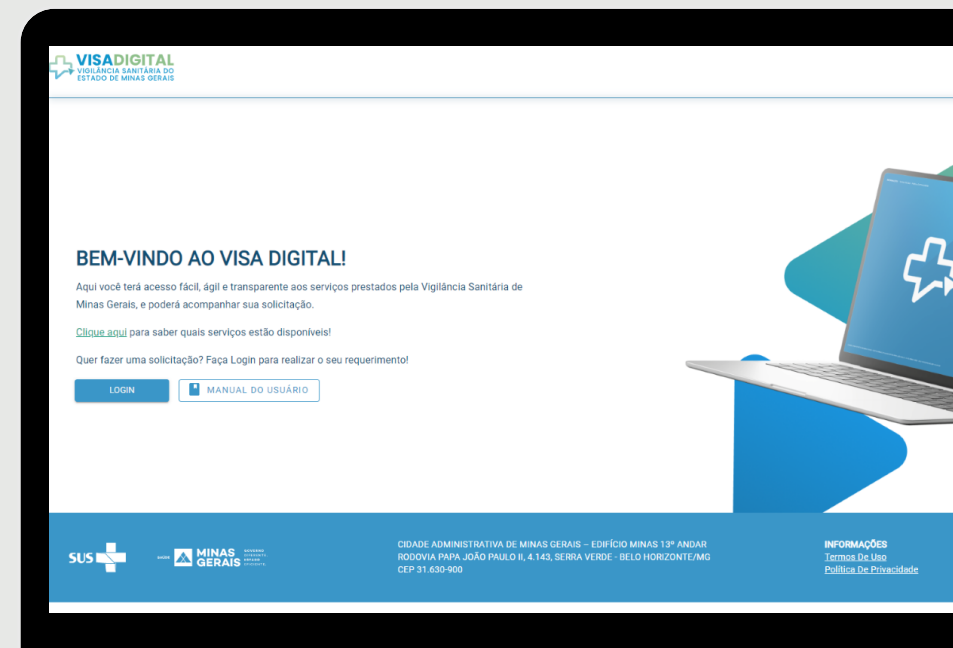 VISADIGITAL
VIGILÂNCIA SANITÁRIA DO
ESTADO DE MINAS GERAIS
BEM-VINDO AO VISA DIGITAL!
Aqui você terá acesso fácil, ágil e transparente aos serviços prestados pela Vigilância Sanitária de
Minas Gerais, e poderá acompanhar sua solicitação.
Clique aqui para saber quais serviços estão disponíveis!
Quer fazer uma solicitação? Faça Login para realizar o seu requerimento!
LOGIN
MANUAL DO USUÁRIO
SUS
SAÚDE
MINAS
GERAIS
CIDADE ADMINISTRATIVA DE MINAS GERAIS – EDIFÍCIO MINAS 13º ANDAR
RODOVIA PAPA JOÃO PAULO II, 4.143, SERRA VERDE - BELO HORIZONTE/MG
CEP 31.630-900
INFORMAÇÕES
Termos De Uso
Política De Privacidade